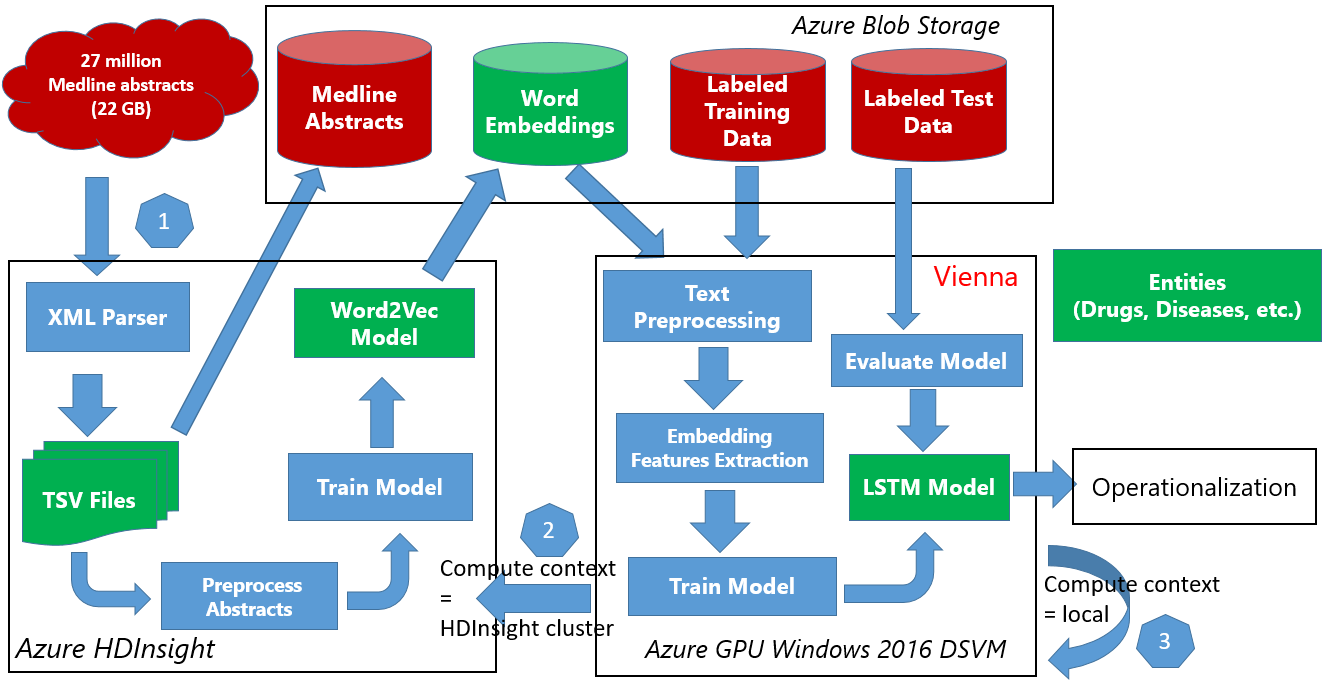 Azure Blob Storage
27 million
Medline abstracts
(22 GB)
Medline
Abstracts
Word
Embeddings
Labeled
Training
Data
Labeled Test
Data
1
XML Parser
TSV Files
Preprocess
Abstracts
Train Model
Word2Vec
Model
Azure HDInsight
Vienna
Text
Preprocessing
Embedding
Features Extraction
Train Model
Evaluate Model
LSTM Model
Azure GPU Windows 2016 DSVM
Entities
(Drugs, Diseases, etc.)
Operationalization
2
Compute context
=
HDInsight cluster
Compute context
= local
3